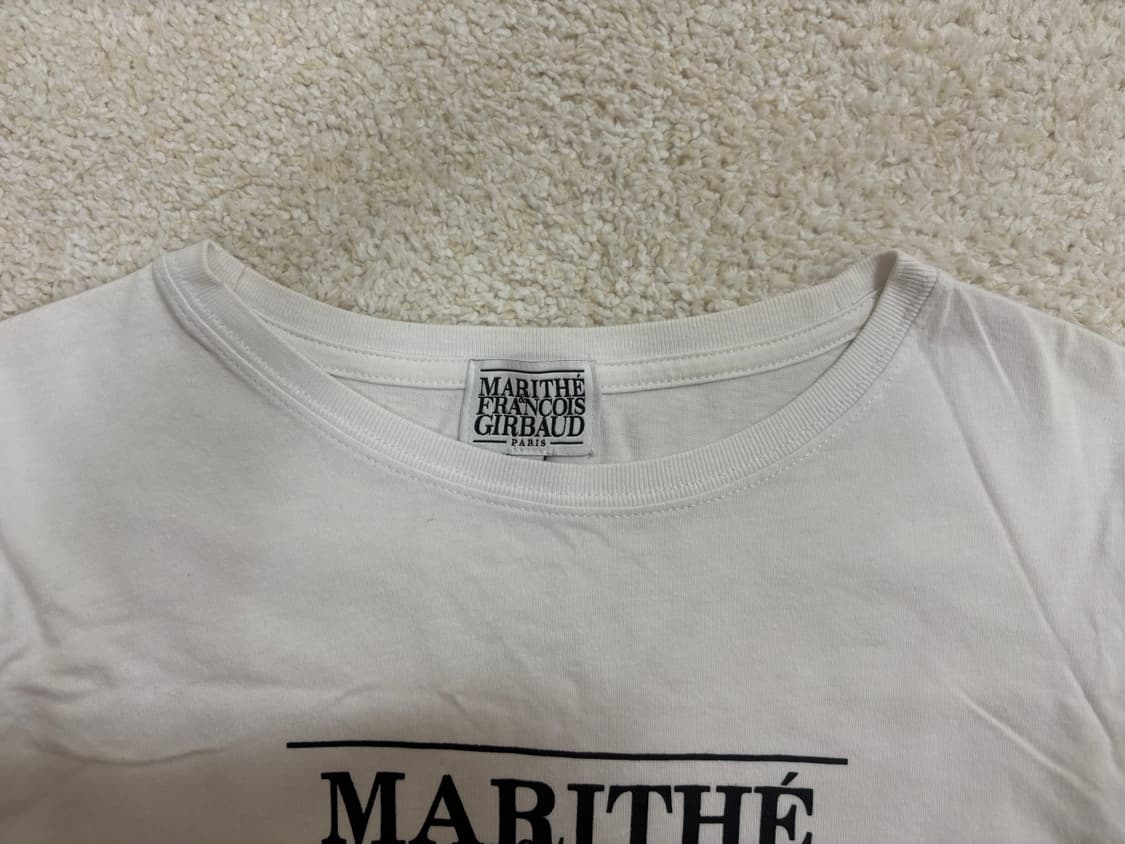 MARITHÉ
&
FRANCOIS
GIRBAUD
PARIS
MARITHÉ